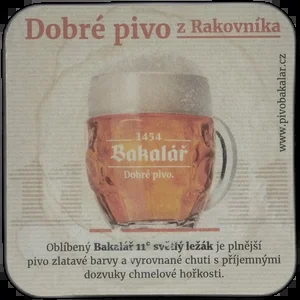 Dobré pivo z Rakovníka
www.pivobakalar.cz
1454
Bakalář
Dobré pivo.
Oblíbený Bakalář 11° světlý ležák je plnější
pivo zlatavé barvy a vyrovnané chuti s příjemnými
dozvuky chmelové hořkosti.